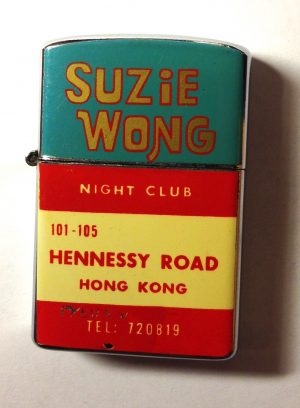 SUZIE
WONG
NIGHT CLUB
101-105
HENNESSY ROAD
HONG KONG
TEL: 720819